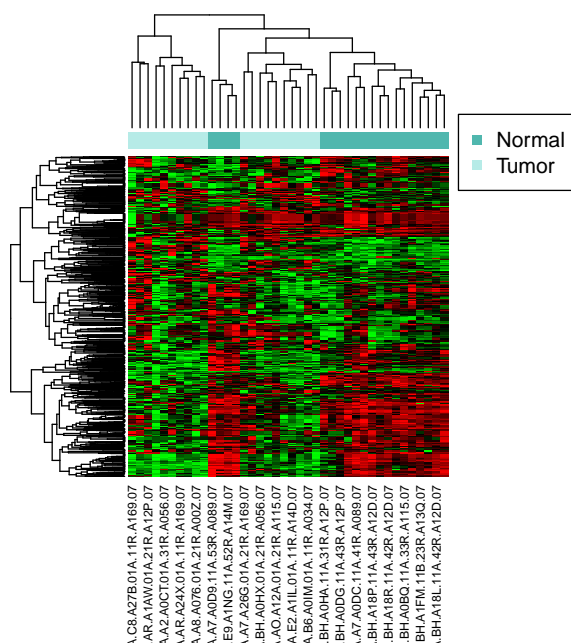 Normal
Tumor
A.C8.A27B.01A.11R.A169.07
.AR.A1AW.01A.21R.A12P.07
A.A2.A0CT.01A.31R.A056.07
.AR.A24X.01A.11R.A169.07
A.A8.A076.01A.21R.A00Z.07
A.A7.A0D9.11A.53R.A089.07
.E9.A1NG.11A.52R.A14M.07
A.A7.A26G.01A.21R.A169.07
.BH.A0HX.01A.21R.A056.07
.AO.A12A.01A.21R.A115.07
A.E2.A1IL.01A.11R.A14D.07
A.B6.A0IM.01A.11R.A034.07
.BH.A0HA.11A.31R.A12P.07
.BH.A0DG.11A.43R.A12P.07
A.A7.A0DC.11A.41R.A089.07
.BH.A18P.11A.43R.A12D.07
.BH.A18R.11A.42R.A12D.07
.BH.A0BQ.11A.33R.A115.07
.BH.A1FM.11B.23R.A13Q.07
.BH.A18L.11A.42R.A12D.07